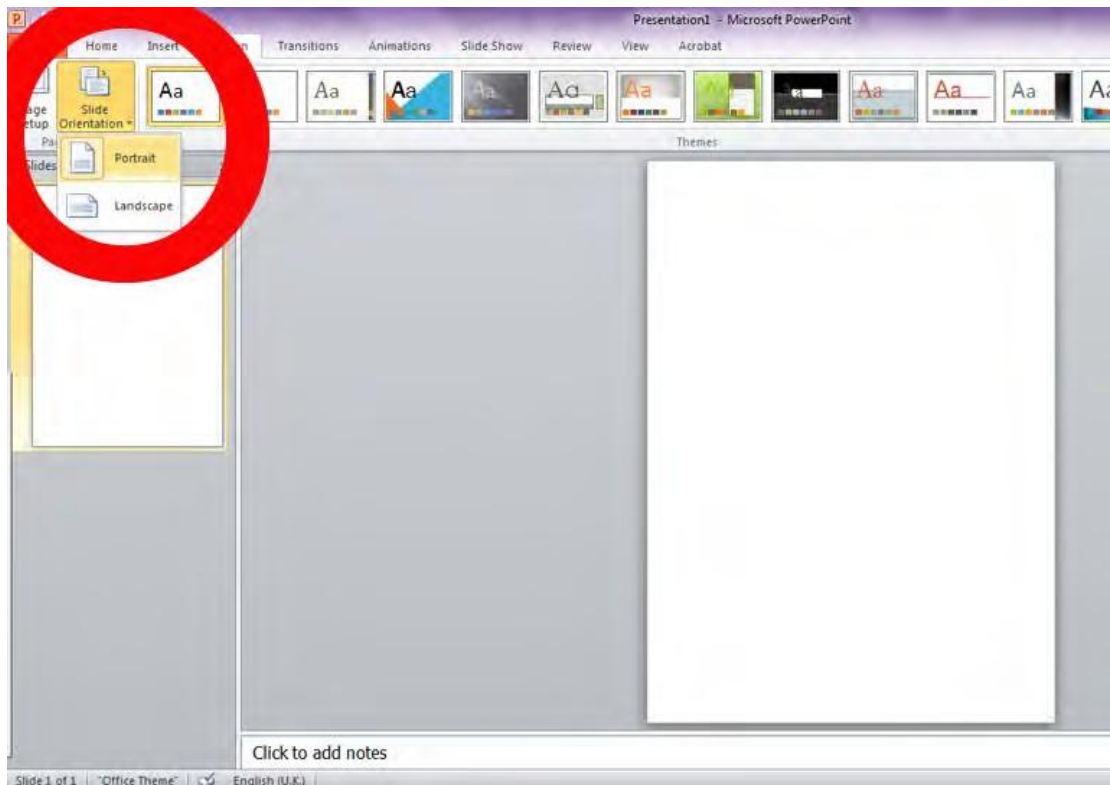 Presentation1 - Microsoft PowerPoint
Home Insert Transitions Animations Slide Show Review View Acrobat
Aa Aa Aa Aa Aa Aa Aa Aa Aa
Slide
Orientation
Themes
Slides
Portrait
Landscape
Click to add notes
Slide 1 of 1 "Office Theme" English (U.K.)